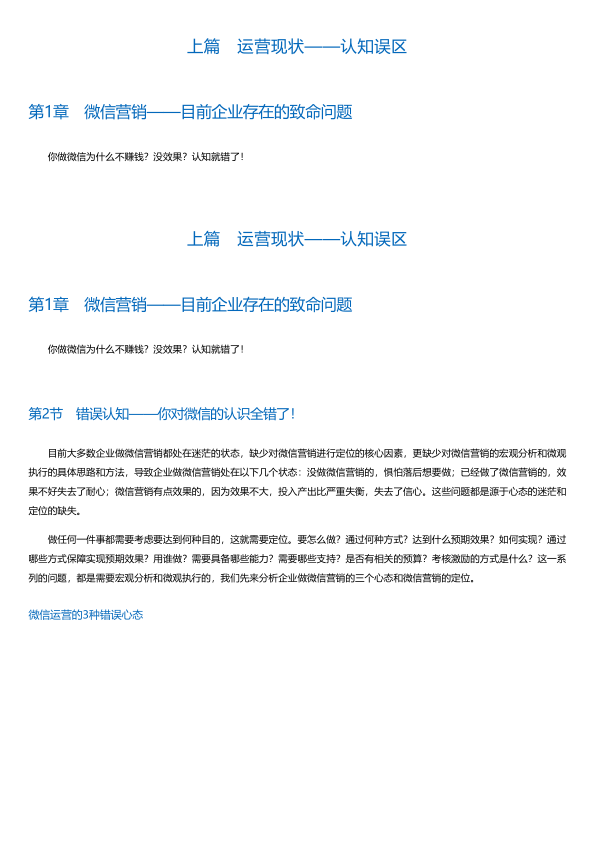 上篇　运营现状——认知误区
第1章　微信营销——目前企业存在的致命问题
你做微信为什么不赚钱？没效果？认知就错了！
上篇　运营现状——认知误区
第1章　微信营销——目前企业存在的致命问题
你做微信为什么不赚钱？没效果？认知就错了！
第2节　错误认知——你对微信的认识全错了！
目前大多数企业做微信营销都处在迷茫的状态，缺少对微信营销进行定位的核心因素，更缺少对微信营销的宏观分析和微观
执行的具体思路和方法，导致企业做微信营销处在以下几个状态：没做微信营销的，惧怕落后想要做；已经做了微信营销的，效
果不好失去了耐心；微信营销有点效果的，因为效果不大，投入产出比严重失衡，失去了信心。这些问题都是源于心态的迷茫和
定位的缺失。
做任何一件事都需要考虑要达到何种目的，这就需要定位。要怎么做？通过何种方式？达到什么预期效果？如何实现？通过
哪些方式保障实现预期效果？用谁做？需要具备哪些能力？需要哪些支持？是否有相关的预算？考核激励的方式是什么？这一系
列的问题，都是需要宏观分析和微观执行的，我们先来分析企业做微信营销的三个心态和微信营销的定位。
微信运营的3种错误心态